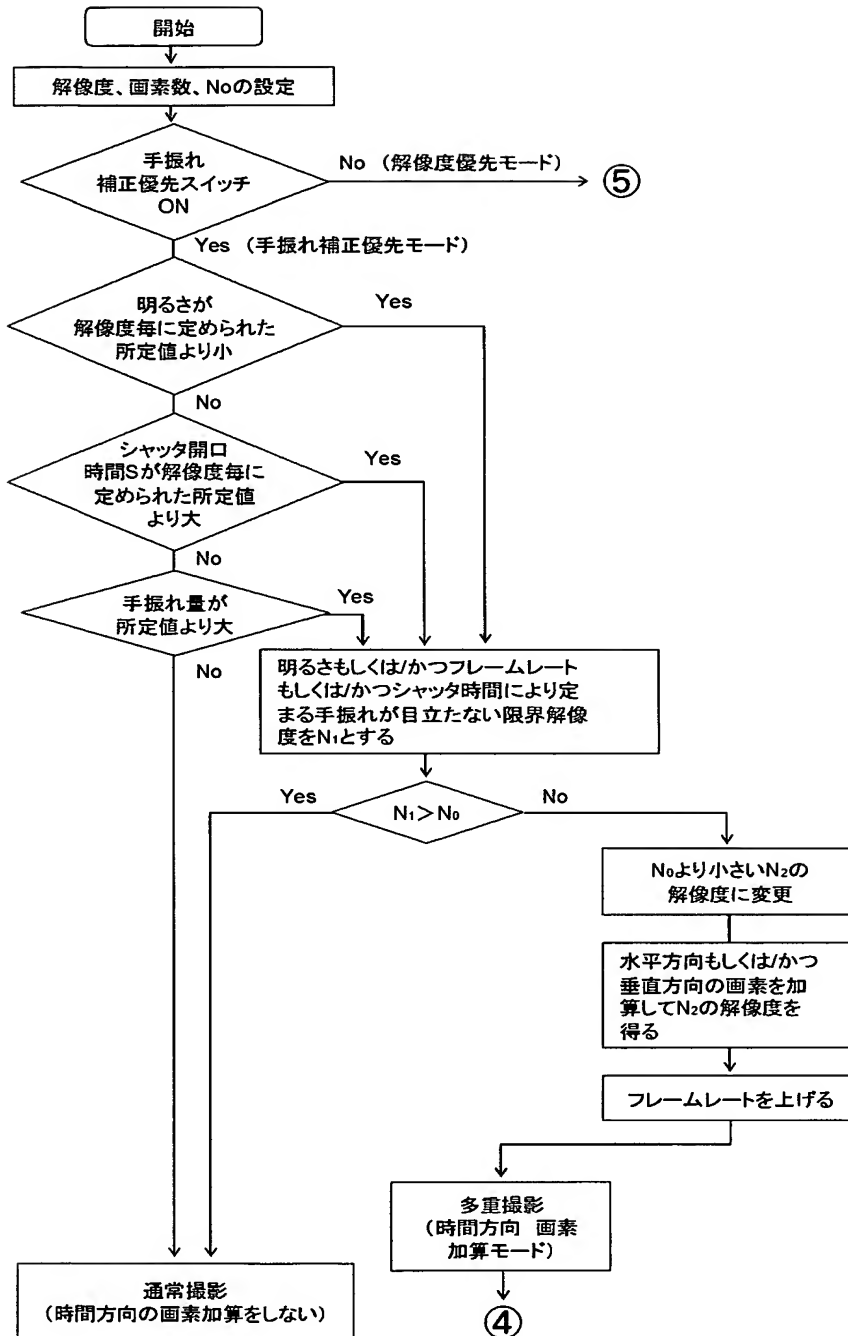 開始
解像度、画素数、Noの設定
手振れ
補正優先スイッチ
ON
No （解像度優先モード）
⑤
Yes （手振れ補正優先モード）
明るさが
解像度毎に定められた
所定値より小
Yes
No
シャッタ開口
時間Sが解像度毎に
定められた所定値
より大
Yes
No
手振れ量が
所定値より大
Yes
No
明るさもしくは/かつフレームレート
もしくは/かつシャッタ時間により定
まる手振れが目立たない限界解像
度をN₁とする
Yes
N₁＞N₀
No
N₀より小さいN₂の
解像度に変更
水平方向もしくは/かつ
垂直方向の画素を加
算してN₂の解像度を
得る
フレームレートを上げる
多重撮影
（時間方向 画素
加算モード）
④
通常撮影
（時間方向の画素加算をしない）